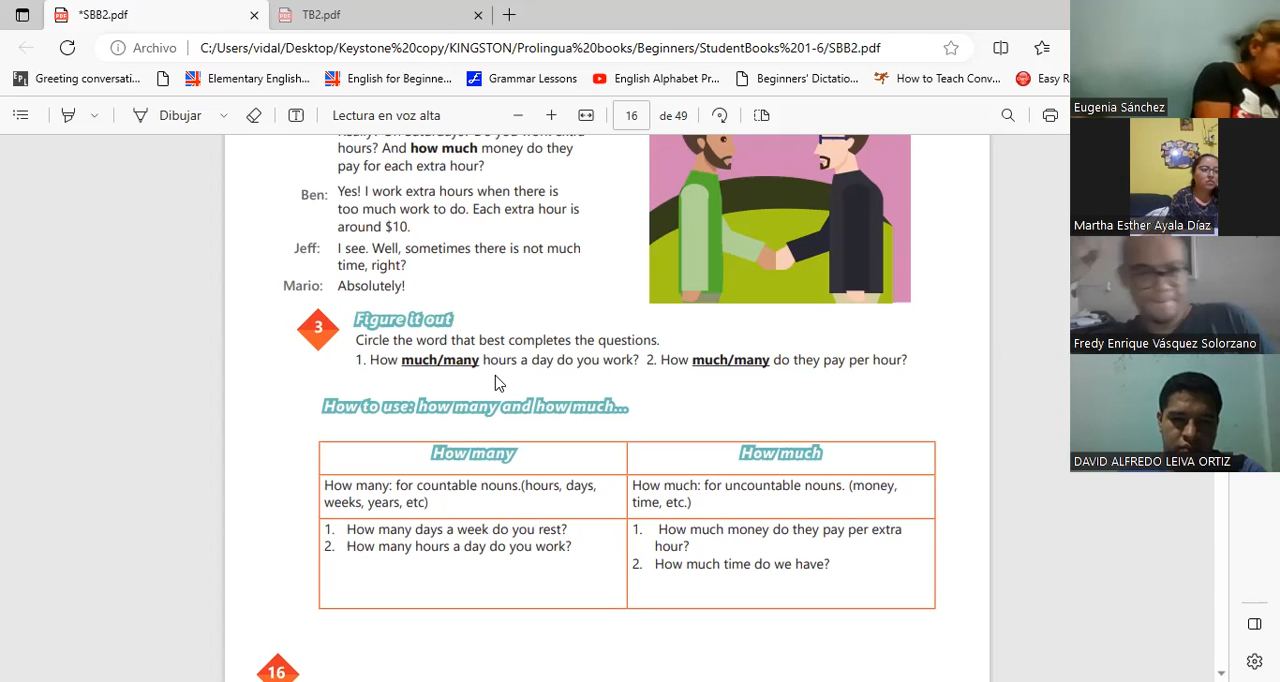 *SBB2.pdf
TB2.pdf
Archivo
C:/Users/vidal/Desktop/Keystone%20copy/KINGSTON/Prolingua%20books/Beginners/StudentBooks%201-6/SBB2.pdf
Greeting conversati...
Elementary English...
English for Beginne...
Grammar Lessons
English Alphabet Pr...
Beginners' Dictatio...
How to Teach Conv...
Easy R
Dibujar
Lectura en voz alta
16
de 49
hours? And how much money do they
pay for each extra hour?
Ben: Yes! I work extra hours when there is
too much work to do. Each extra hour is
around $10.
Jeff: I see. Well, sometimes there is not much
time, right?
Mario: Absolutely!
3 Figure it out
Circle the word that best completes the questions.
1. How much/many hours a day do you work? 2. How much/many do they pay per hour?
How to use: how many and how much...
How many
How much
How many: for countable nouns.(hours, days,
weeks, years, etc)
How much: for uncountable nouns. (money,
time, etc.)
1. How many days a week do you rest?
2. How many hours a day do you work?
1. How much money do they pay per extra
hour?
2. How much time do we have?
16
Eugenia Sánchez
Martha Esther Ayala Díaz
Fredy Enrique Vásquez Solorzano
DAVID ALFREDO LEIVA ORTIZ